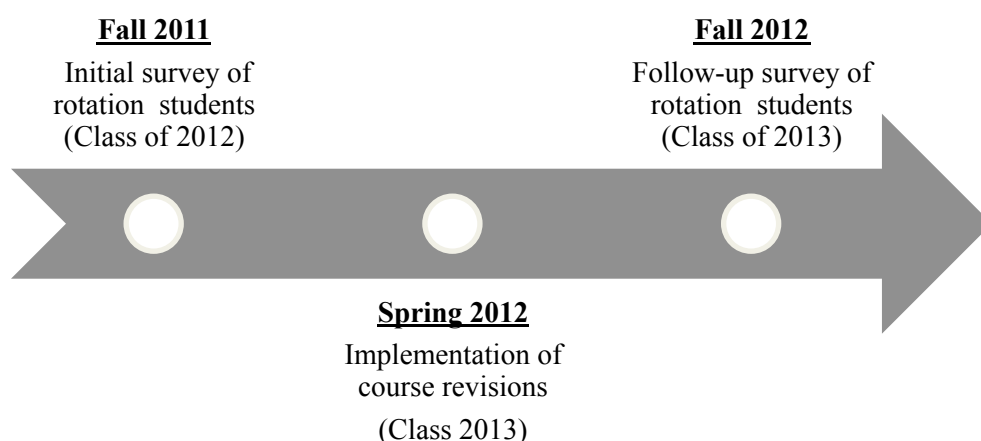 Fall 2011
Initial survey of
rotation students
(Class of 2012)
Fall 2012
Follow-up survey of
rotation students
(Class of 2013)
Spring 2012
Implementation of
course revisions
(Class 2013)